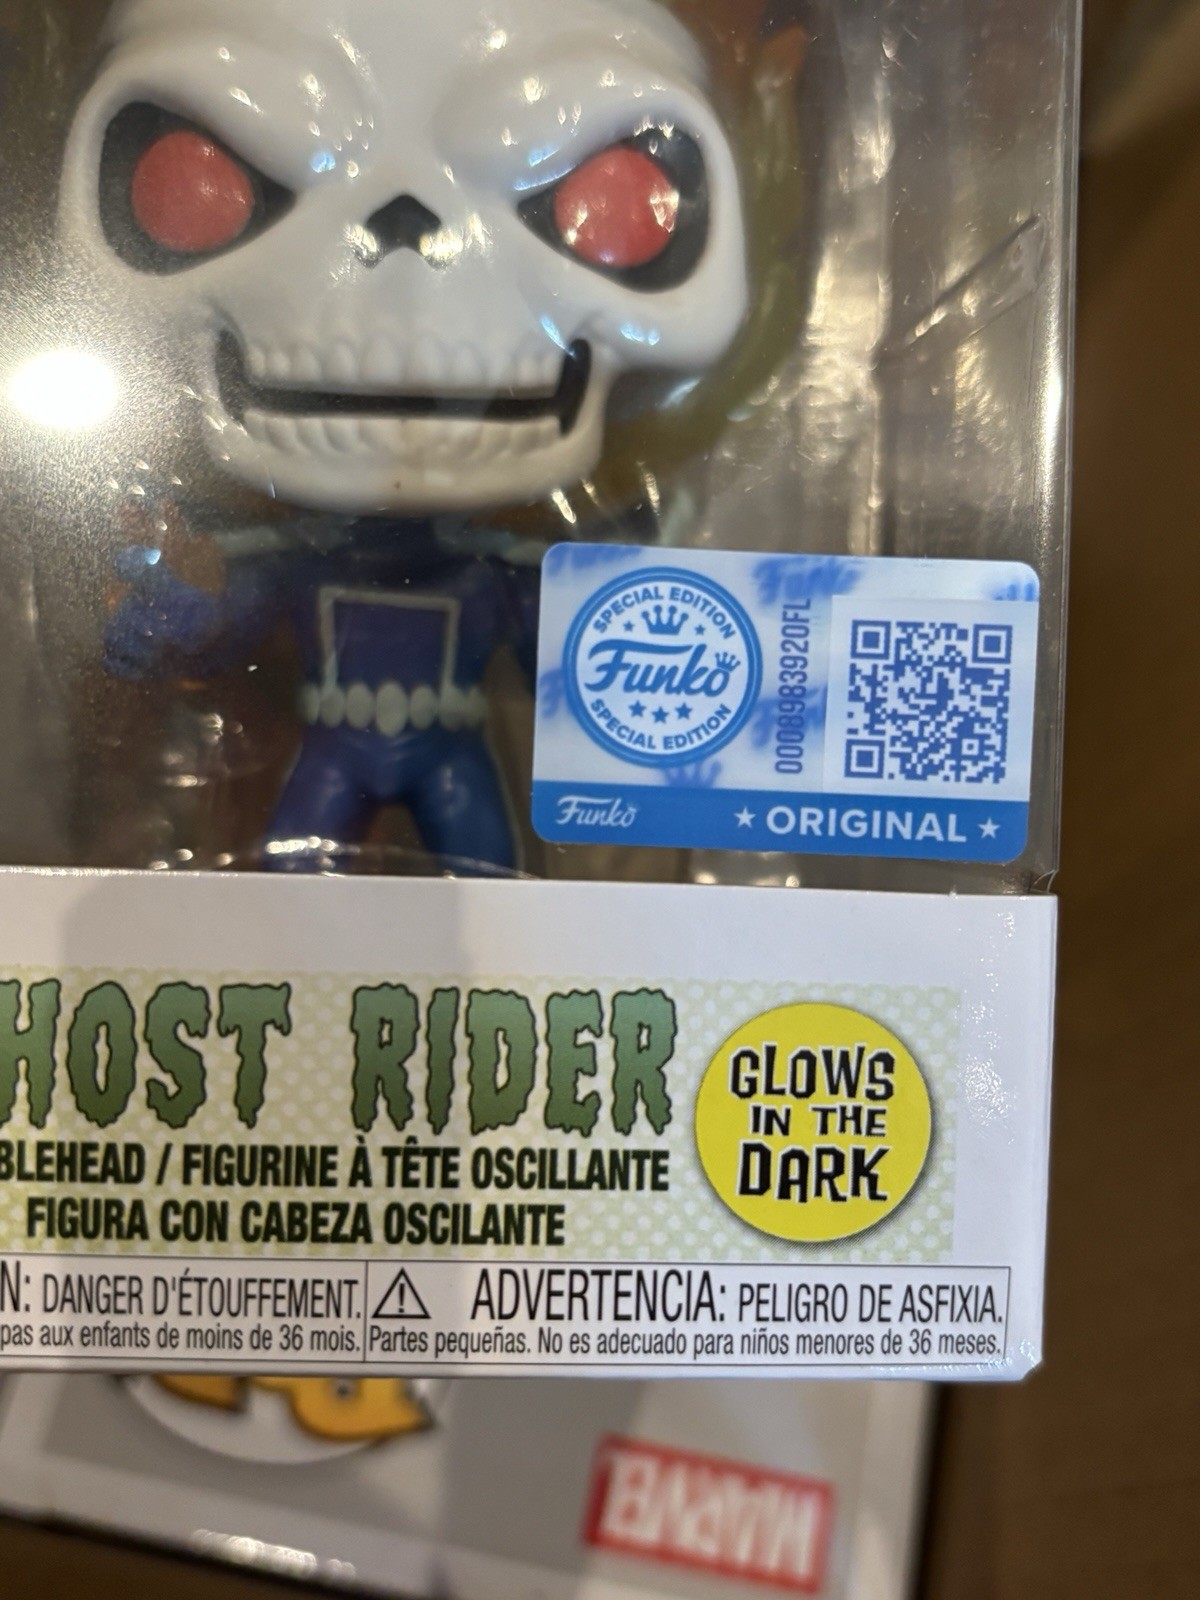 SPECIAL EDITION
Funko
SPECIAL EDITION
0008983920FL
Funko
★ ORIGINAL ★
HOST RIDER
BLEHEAD / FIGURINE À TÊTE OSCILLANTE
FIGURA CON CABEZA OSCILANTE
GLOWS
IN THE
DARK
N: DANGER D'ÉTOUFFEMENT.
pas aux enfants de moins de 36 mois.
ADVERTENCIA: PELIGRO DE ASFIXIA.
Partes pequeñas. No es adecuado para niños menores de 36 meses.
MARVEL